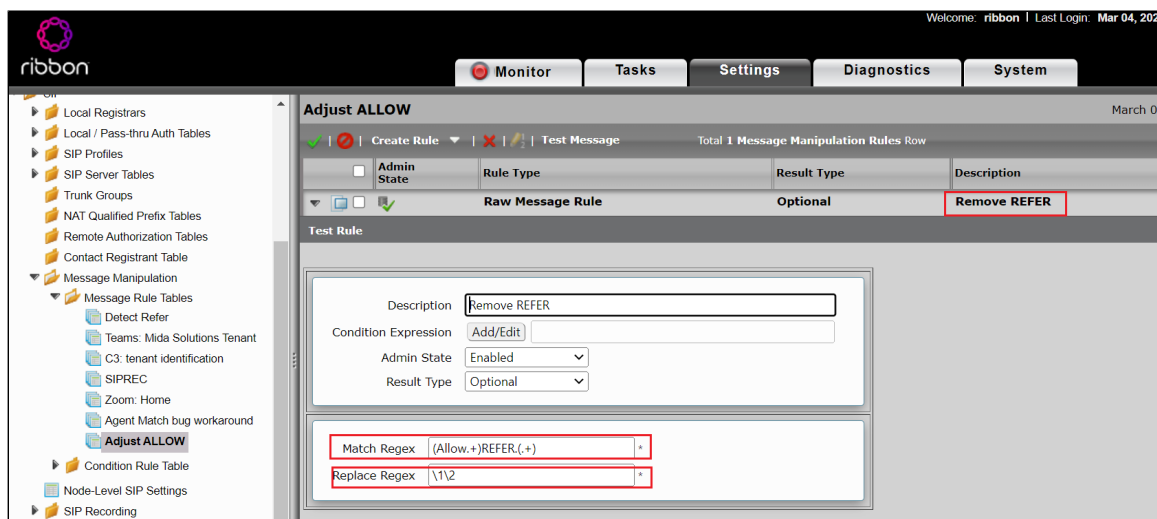 Welcome: ribbon | Last Login: Mar 04, 202
ribbon
Monitor
Tasks
Settings
Diagnostics
System
Local Registrars
Local / Pass-thru Auth Tables
SIP Profiles
SIP Server Tables
Trunk Groups
NAT Qualified Prefix Tables
Remote Authorization Tables
Contact Registrant Table
Message Manipulation
Message Rule Tables
Detect Refer
Teams: Mida Solutions Tenant
C3: tenant identification
SIPREC
Zoom: Home
Agent Match bug workaround
Adjust ALLOW
Condition Rule Table
Node-Level SIP Settings
SIP Recording
Adjust ALLOW
March 0
| Create Rule | | Test Message Total 1 Message Manipulation Rules Row
Admin State
Rule Type
Result Type
Description
Raw Message Rule
Optional
Remove REFER
Test Rule
Description Remove REFER
Condition Expression Add/Edit
Admin State Enabled
Result Type Optional
Match Regex (Allow.+)REFER.(.+) *
Replace Regex \1\2 *